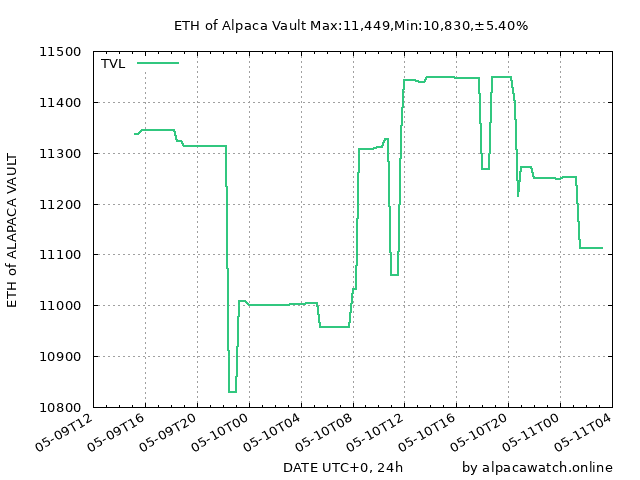 ETH of Alpaca Vault Max:11,449,Min:10,830,±5.40%
TVL
ETH of ALAPACA VAULT
11500
11400
11300
11200
11100
11000
10900
10800
05-09T12
05-09T16
05-09T20
05-10T00
05-10T04
05-10T08
05-10T12
05-10T16
05-10T20
05-11T00
05-11T04
DATE UTC+0, 24h
by alpacawatch.online